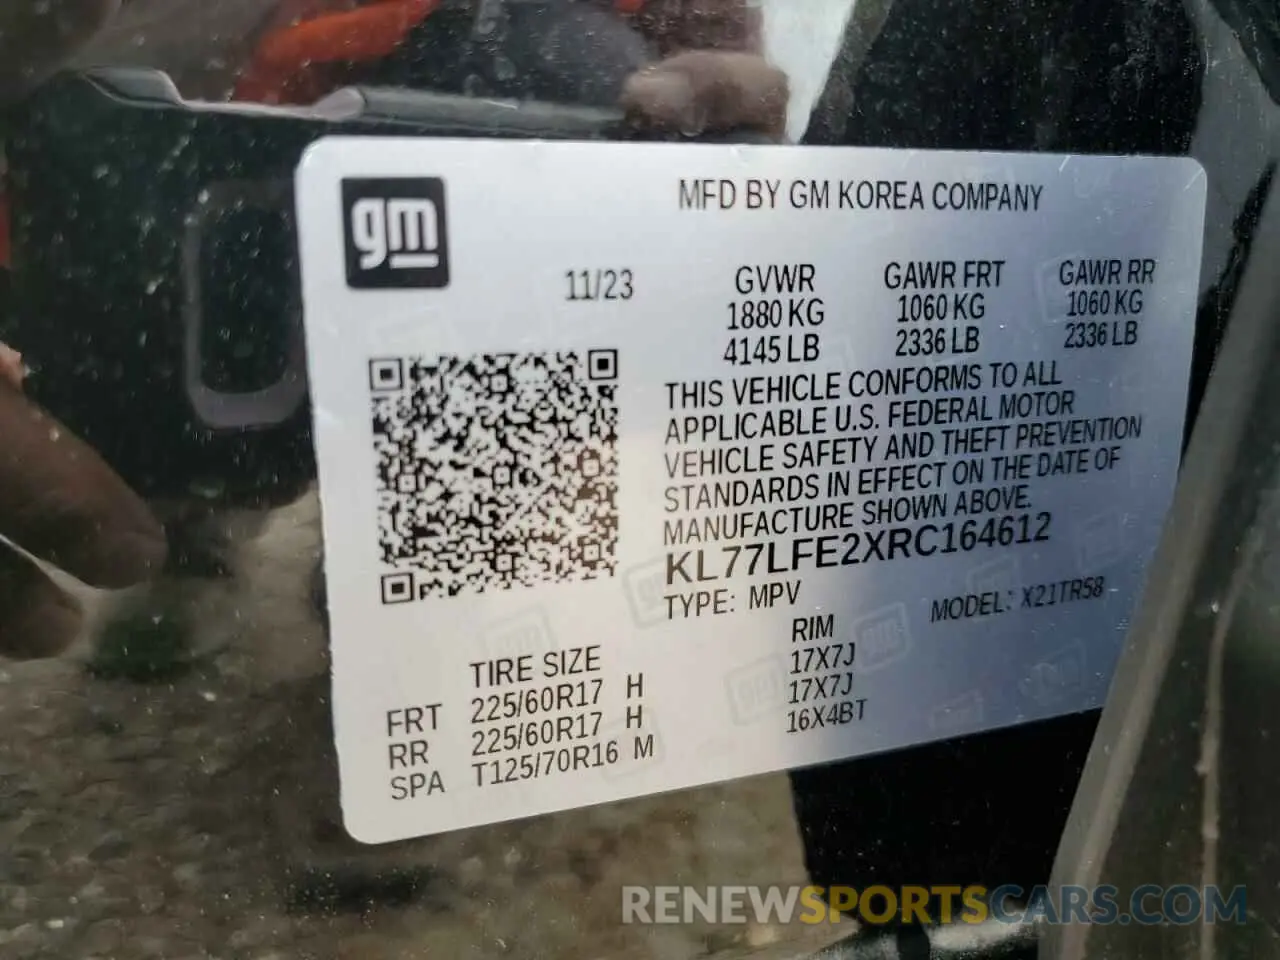 gm
MFD BY GM KOREA COMPANY
11/23
GVWR GAWR FRT GAWR RR
1880 KG 1060 KG 1060 KG
4145 LB 2336 LB 2336 LB
THIS VEHICLE CONFORMS TO ALL
APPLICABLE U.S. FEDERAL MOTOR
VEHICLE SAFETY AND THEFT PREVENTION
STANDARDS IN EFFECT ON THE DATE OF
MANUFACTURE SHOWN ABOVE.
KL77LFE2XRC164612
TYPE: MPV MODEL: X21TR58
TIRE SIZE RIM
FRT 225/60R17 H 17X7J
RR 225/60R17 H 17X7J
SPA T125/70R16 M 16X4BT
RENEWSPORTSCARS.COM